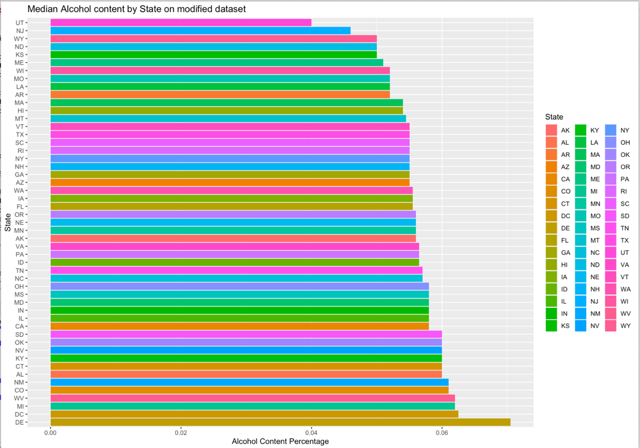 Median Alcohol content by State on modified dataset
State
UT
NJ
WY
ND
KS
ME
WI
MO
LA
AR
MA
HI
MT
VT
TX
SC
RI
NY
NH
GA
AZ
WA
IA
FL
OR
NE
MN
AK
VA
PA
ID
TN
NC
OH
MS
MD
IN
IL
CA
SD
OK
NV
KY
CT
AL
NM
CO
WV
MI
DC
DE
0.00 0.02 0.04 0.06
Alcohol Content Percentage
State
AK KY NY
AL LA OH
AR MA OK
AZ MD OR
CA ME PA
CO MI RI
CT MN SC
DC MO SD
DE MS TN
FL MT TX
GA NC UT
HI ND VA
IA NE VT
ID NH WA
IL NJ WI
IN NM WV
KS NV WY